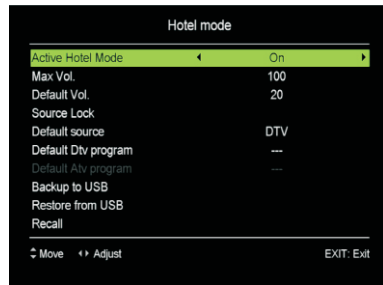 Hotel mode
Active Hotel Mode On
Max Vol. 100
Default Vol. 20
Source Lock
Default source DTV
Default Dtv program ---
Default Atv program ---
Backup to USB
Restore from USB
Recall
Move Adjust EXIT: Exit